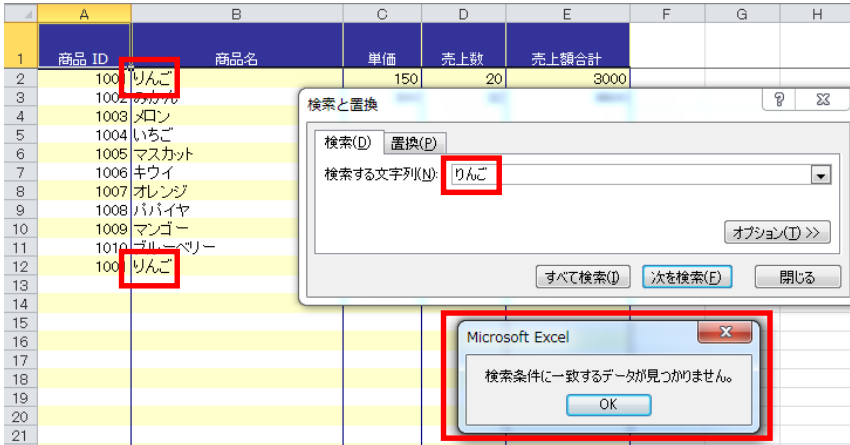 A B C D E F G H
1 商品 ID 商品名 単価 売上数 売上額合計
2 1001 りんご 150 20 3000
3 1002 みかん
4 1003 メロン
5 1004 いちご
6 1005 マスカット
7 1006 キウイ
8 1007 オレンジ
9 1008 パパイヤ
10 1009 マンゴー
11 1010 ブルーベリー
12 1001 りんご
13
14
15
16
17
18
19
20
21
検索と置換
検索(D) 置換(P)
検索する文字列(N): りんご
オプション(T) >>
すべて検索(I) 次を検索(F) 閉じる
Microsoft Excel
検索条件に一致するデータが見つかりません。
OK